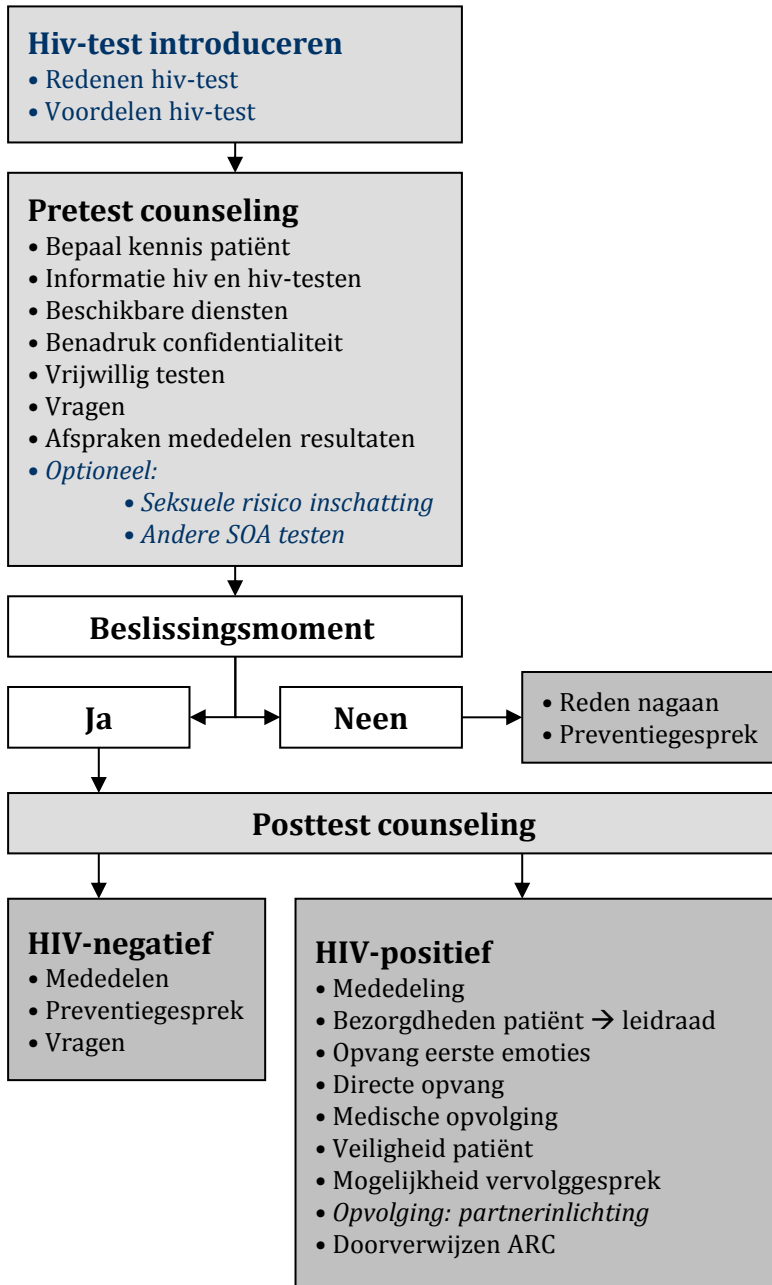 Hiv-test introduceren
• Redenen hiv-test
• Voordelen hiv-test
Pretest counseling
• Bepaal kennis patiënt
• Informatie hiv en hiv-testen
• Beschikbare diensten
• Benadruk confidentialiteit
• Vrijwillig testen
• Vragen
• Afspraken mededelen resultaten
• Optioneel:
• Seksuele risico inschatting
• Andere SOA testen
Beslissingsmoment
Ja
Neen
• Reden nagaan
• Preventiegesprek
Posttest counseling
HIV-negatief
• Mededelen
• Preventiegesprek
• Vragen
HIV-positief
• Mededeling
• Bezorgdheden patiënt → leidraad
• Opvang eerste emoties
• Directe opvang
• Medische opvolging
• Veiligheid patiënt
• Mogelijkheid vervolggesprek
• Opvolging: partnerinlichting
• Doorverwijzen ARC